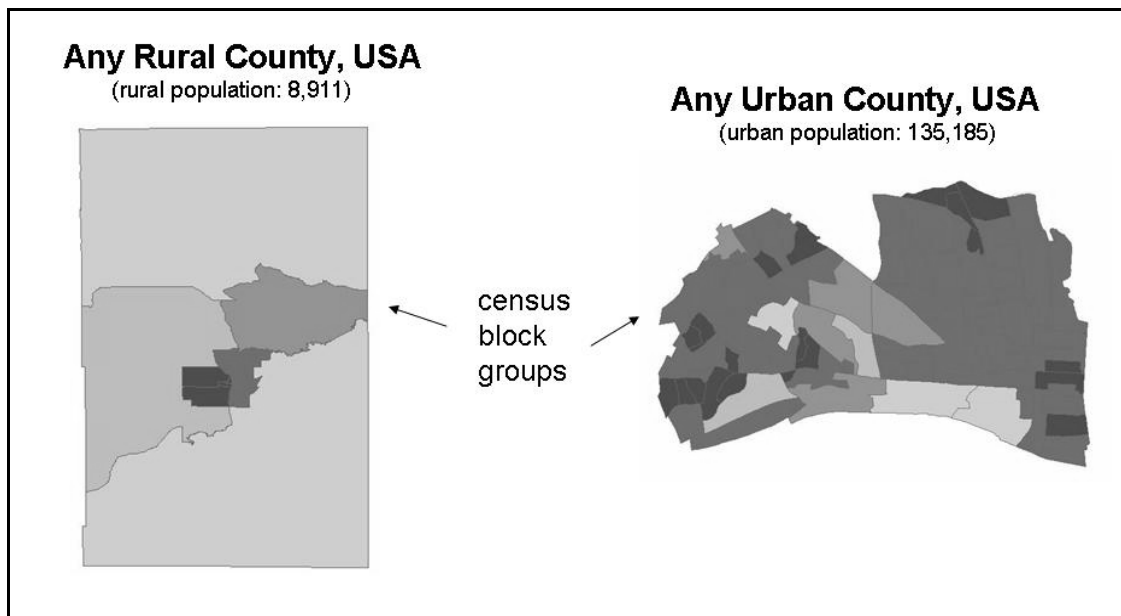 Any Rural County, USA
(rural population: 8,911)
Any Urban County, USA
(urban population: 135,185)
census
block
groups